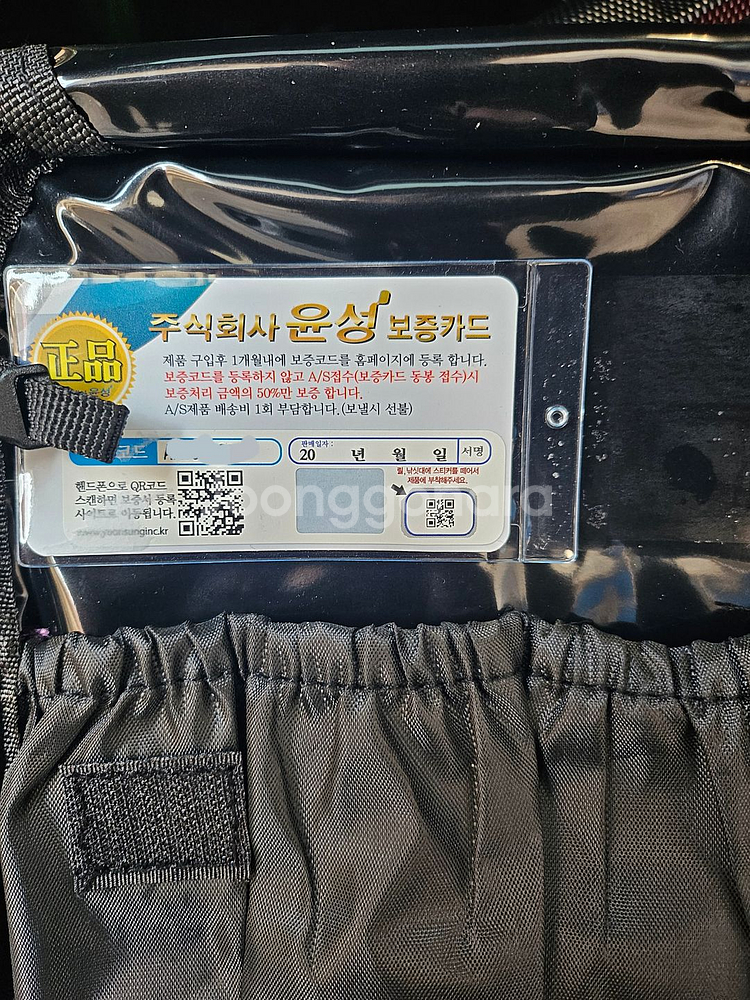 주식회사 윤성 보증카드
正品
윤성
제품 구입후 1개월내에 보증코드를 홈페이지에 등록 합니다.
보증코드를 등록하지 않고 A/S접수(보증카드 동봉 접수)시
보증처리 금액의 50%만 보증 합니다.
A/S제품 배송비 1회 부담합니다.(보낼시 선불)
코드
판매일자 :
20 년 월 일 서명
릴, 낚싯대에 스티커를 떼어서
제품에 부착해주세요.
핸드폰으로 QR코드
스캔하면 보증서 등록
사이트로 이동됩니다.
www.yoonsunginc.kr
joonggonara